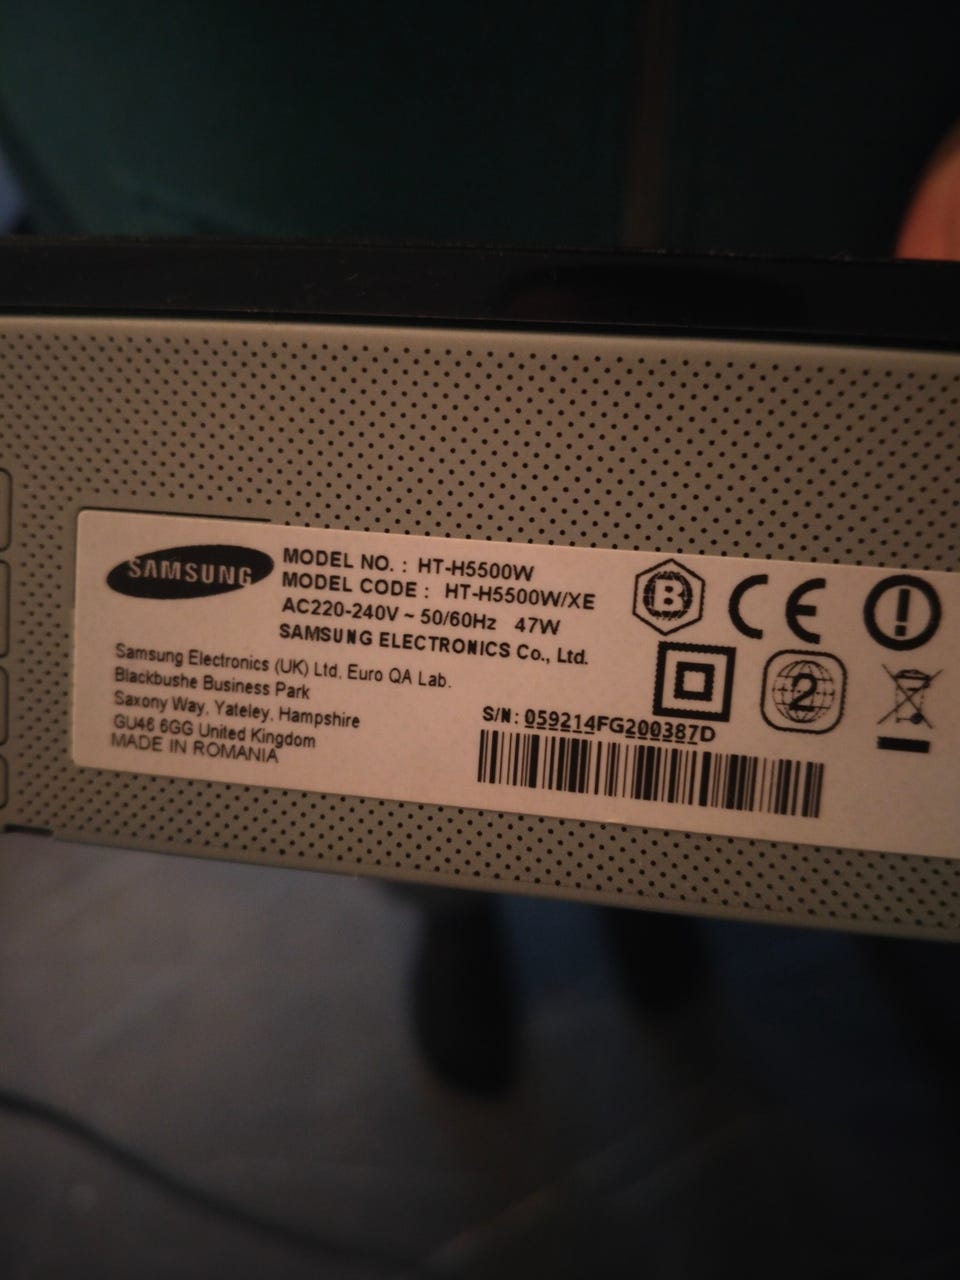 SAMSUNG
MODEL NO. : HT-H5500W
MODEL CODE : HT-H5500W/XE
AC220-240V ~ 50/60Hz 47W
SAMSUNG ELECTRONICS Co., Ltd.
Samsung Electronics (UK) Ltd, Euro QA Lab.
Blackbushe Business Park
Saxony Way, Yateley, Hampshire
GU46 6GG United Kingdom
MADE IN ROMANIA
B
CE
2
S/N: 059214FG200387D